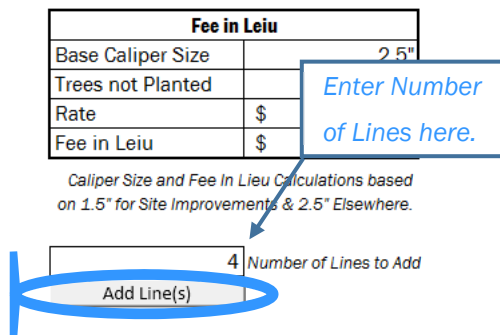 Fee in Leiu
Base Caliper Size 2.5"
Trees not Planted
Rate $
Fee in Leiu $
Enter Number
of Lines here.
Caliper Size and Fee In Lieu Calculations based
on 1.5" for Site Improvements & 2.5" Elsewhere.
4 Number of Lines to Add
Add Line(s)